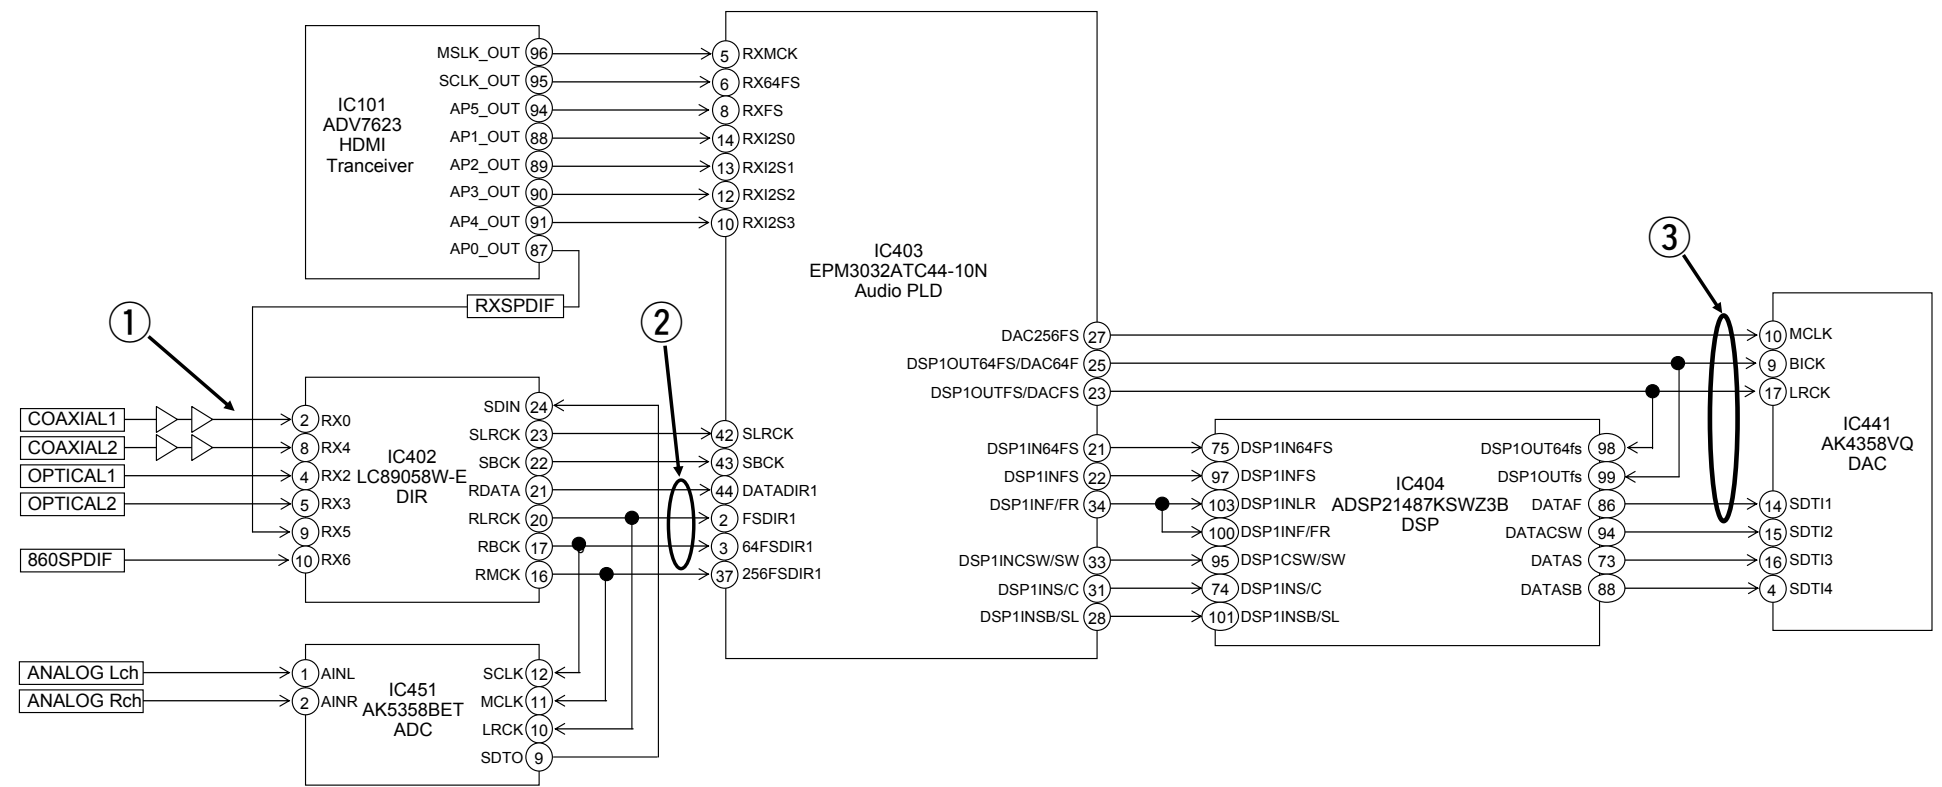 IC101
ADV7623
HDMI
Tranceiver
MSLK_OUT 96
SCLK_OUT 95
AP5_OUT 94
AP1_OUT 88
AP2_OUT 89
AP3_OUT 90
AP4_OUT 91
AP0_OUT 87
RXSPDIF
5 RXMCK
6 RX64FS
8 RXFS
14 RXI2S0
13 RXI2S1
12 RXI2S2
10 RXI2S3
IC403
EPM3032ATC44-10N
Audio PLD
42 SLRCK
43 SBCK
44 DATADIR1
2 FSDIR1
3 64FSDIR1
37 256FSDIR1
DAC256FS 27
DSP1OUT64FS/DAC64F 25
DSP1OUTFS/DACFS 23
DSP1IN64FS 21
DSP1INFS 22
DSP1INF/FR 34
DSP1INCSW/SW 33
DSP1INS/C 31
DSP1INSB/SL 28
1
2
3
COAXIAL1
COAXIAL2
OPTICAL1
OPTICAL2
860SPDIF
2 RX0
8 RX4
4 RX2
5 RX3
9 RX5
10 RX6
IC402
LC89058W-E
DIR
SDIN 24
SLRCK 23
SBCK 22
RDATA 21
RLRCK 20
RBCK 17
RMCK 16
ANALOG Lch
ANALOG Rch
1 AINL
2 AINR
IC451
AK5358BET
ADC
SCLK 12
MCLK 11
LRCK 10
SDTO 9
75 DSP1IN64FS
97 DSP1INFS
103 DSP1INLR
100 DSP1INF/FR
95 DSP1CSW/SW
74 DSP1INS/C
101 DSP1INSB/SL
IC404
ADSP21487KSWZ3B
DSP
DSP1OUT64fs 98
DSP1OUTfs 99
DATAF 86
DATACSW 94
DATAS 73
DATASB 88
10 MCLK
9 BICK
17 LRCK
14 SDTI1
15 SDTI2
16 SDTI3
4 SDTI4
IC441
AK4358VQ
DAC